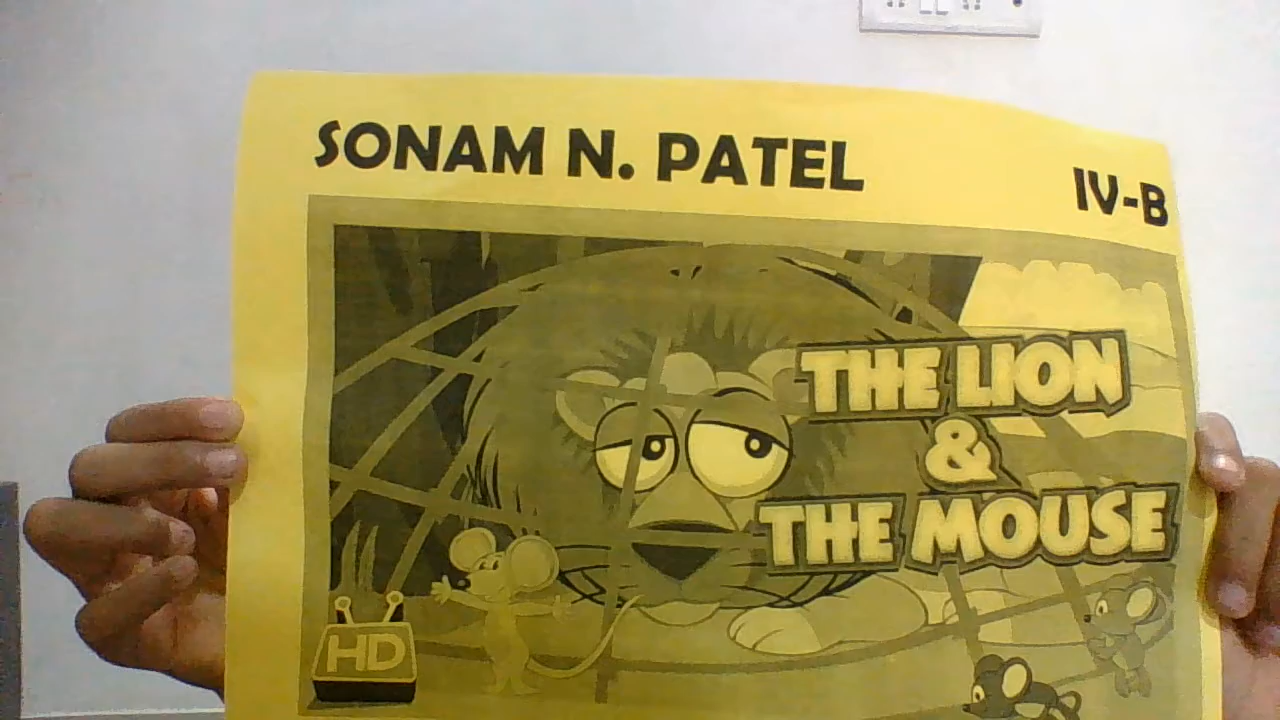 SONAM N. PATEL
IV-B
THE LION
&
THE MOUSE
HD